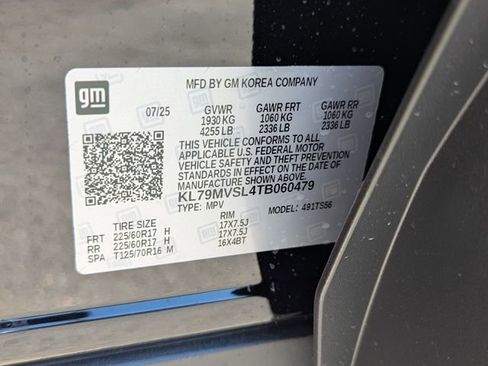 gm
MFD BY GM KOREA COMPANY
07/25 GVWR GAWR FRT GAWR RR
1930 KG 1060 KG 1060 KG
4255 LB 2336 LB 2336 LB
THIS VEHICLE CONFORMS TO ALL
APPLICABLE U.S. FEDERAL MOTOR
VEHICLE SAFETY AND THEFT PREVENTION
STANDARDS IN EFFECT ON THE DATE OF
MANUFACTURE SHOWN ABOVE.
KL79MVSL4TB060479
TYPE: MPV MODEL: 491TS56
TIRE SIZE RIM
FRT 225/60R17 H 17X7.5J
RR 225/60R17 H 17X7.5J
SPA T125/70R16 M 16X4BT